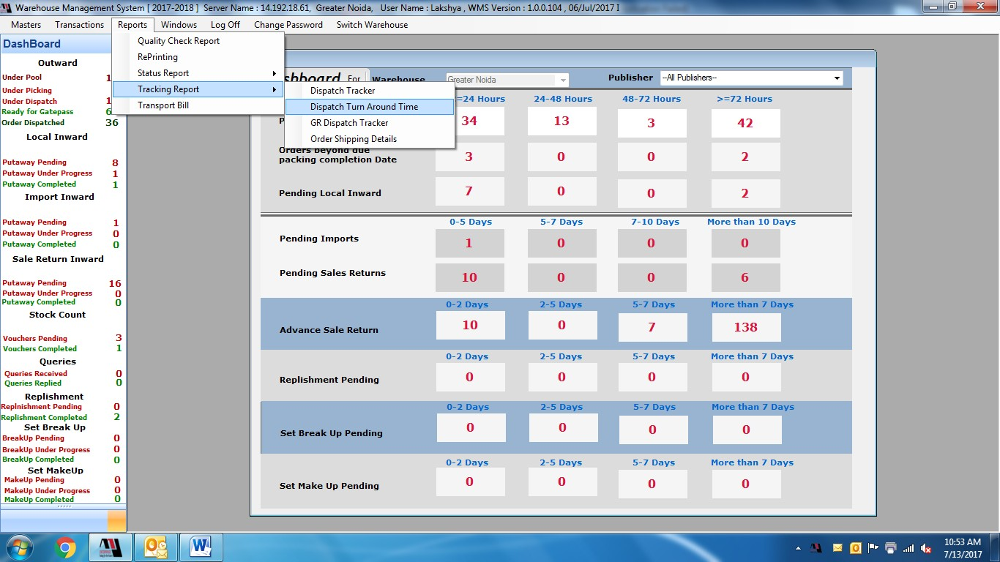 Warehouse Management System [ 2017-2018 ] Server Name : 14.192.18.61, Greater Noida, User Name : Lakshya , WMS Version : 1.0.0.104 , 06/Jul/2017 I
Masters Transactions Reports Windows Log Off Change Password Switch Warehouse
DashBoard
Outward
Under Pool 1
Under Picking
Under Dispatch 1
Ready for Gatepass 6
Order Dispatched 36
Local Inward
Putaway Pending 8
Putaway Under Progress 1
Putaway Completed 1
Import Inward
Putaway Pending 1
Putaway Under Progress 0
Putaway Completed 0
Sale Return Inward
Putaway Pending 16
Putaway Under Progress 0
Putaway Completed 0
Stock Count
Vouchers Pending 3
Vouchers Completed 1
Queries
Queries Received 0
Queries Replied 0
Replishment
Replnishment Pending 0
Replishment Completed 2
Set Break Up
BreakUp Pending 0
BreakUp Under Progress 0
BreakUp Completed 0
Set MakeUp
MakeUp Pending 0
MakeUp Under Progress 0
MakeUp Completed 0
Quality Check Report
RePrinting
Status Report
Tracking Report
Transport Bill
Dispatch Tracker
Dispatch Turn Around Time
GR Dispatch Tracker
Order Shipping Details
shboard For Warehouse Greater Noida Publisher --All Publishers--
=24 Hours 24-48 Hours 48-72 Hours >=72 Hours
P 34 13 3 42
Orders beyond due
packing completion Date 3 0 0 2
Pending Local Inward 7 0 0 2
0-5 Days 5-7 Days 7-10 Days More than 10 Days
Pending Imports 1 0 0 0
Pending Sales Returns 10 0 0 6
0-2 Days 2-5 Days 5-7 Days More than 7 Days
Advance Sale Return 10 0 7 138
0-2 Days 2-5 Days 5-7 Days More than 7 Days
Replishment Pending 0 0 0 0
0-2 Days 2-5 Days 5-7 Days More than 7 Days
Set Break Up Pending 0 0 0 0
0-2 Days 2-5 Days 5-7 Days More than 7 Days
Set Make Up Pending 0 0 0 0
10:53 AM
7/13/2017